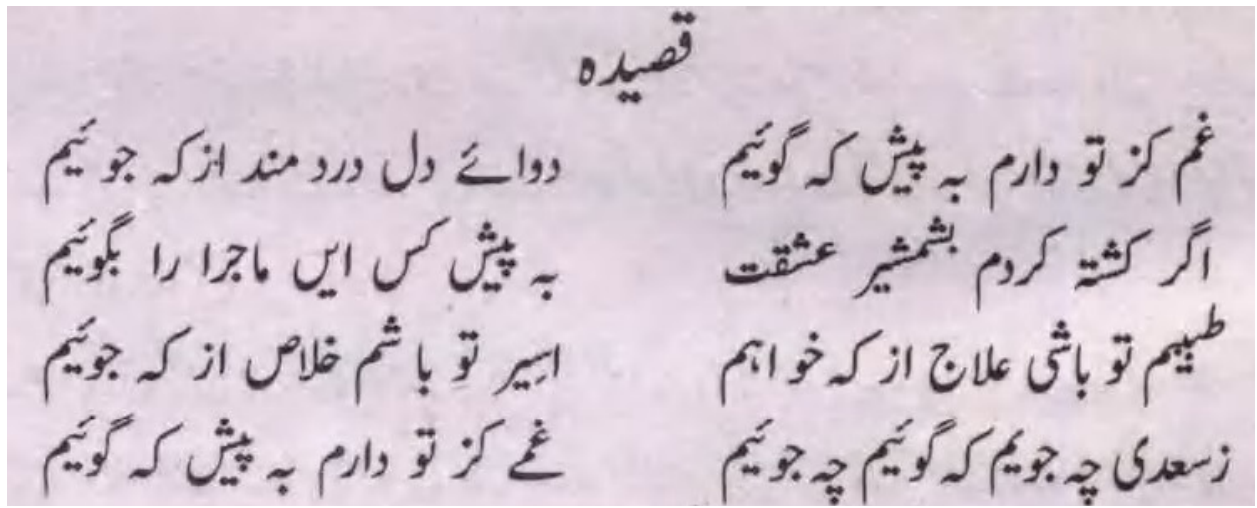 قصیدہ
غم کز تو دارم بہ پیش کہ گوئیم دوائے دل درد مند از کہ جوئیم
اگر کشتہ کردم بشمشیر عشقت بہ پیش کس ایں ماجرا را بگوئیم
طبیبم تو باشی علاج از کہ خواہم اسیر تو باشم خلاص از کہ جوئیم
زسعدی چہ جویم کہ گوئیم چہ جوئیم غمے کز تو دارم بہ پیش کہ گوئیم